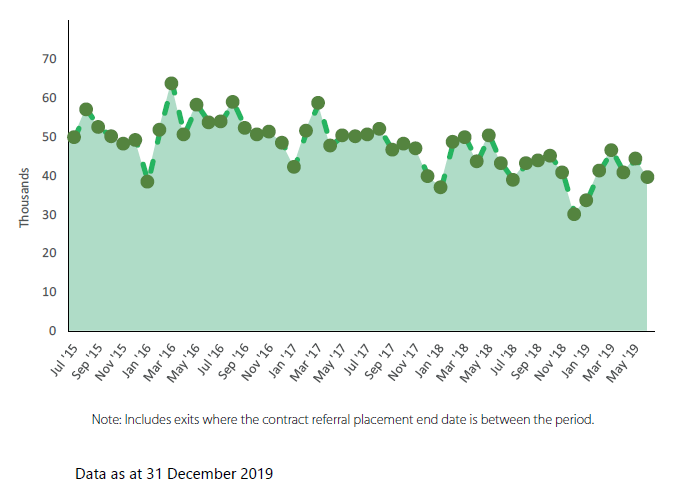 Thousands
70
60
50
40
30
20
10
0
Jul '15
Sep '15
Nov '15
Jan '16
Mar '16
May '16
Jul '16
Sep '16
Nov '16
Jan '17
Mar '17
May '17
Jul '17
Sep '17
Nov '17
Jan '18
Mar '18
May '18
Jul '18
Sep '18
Nov '18
Jan '19
Mar '19
May '19
Note: Includes exits where the contract referral placement end date is between the period.
Data as at 31 December 2019